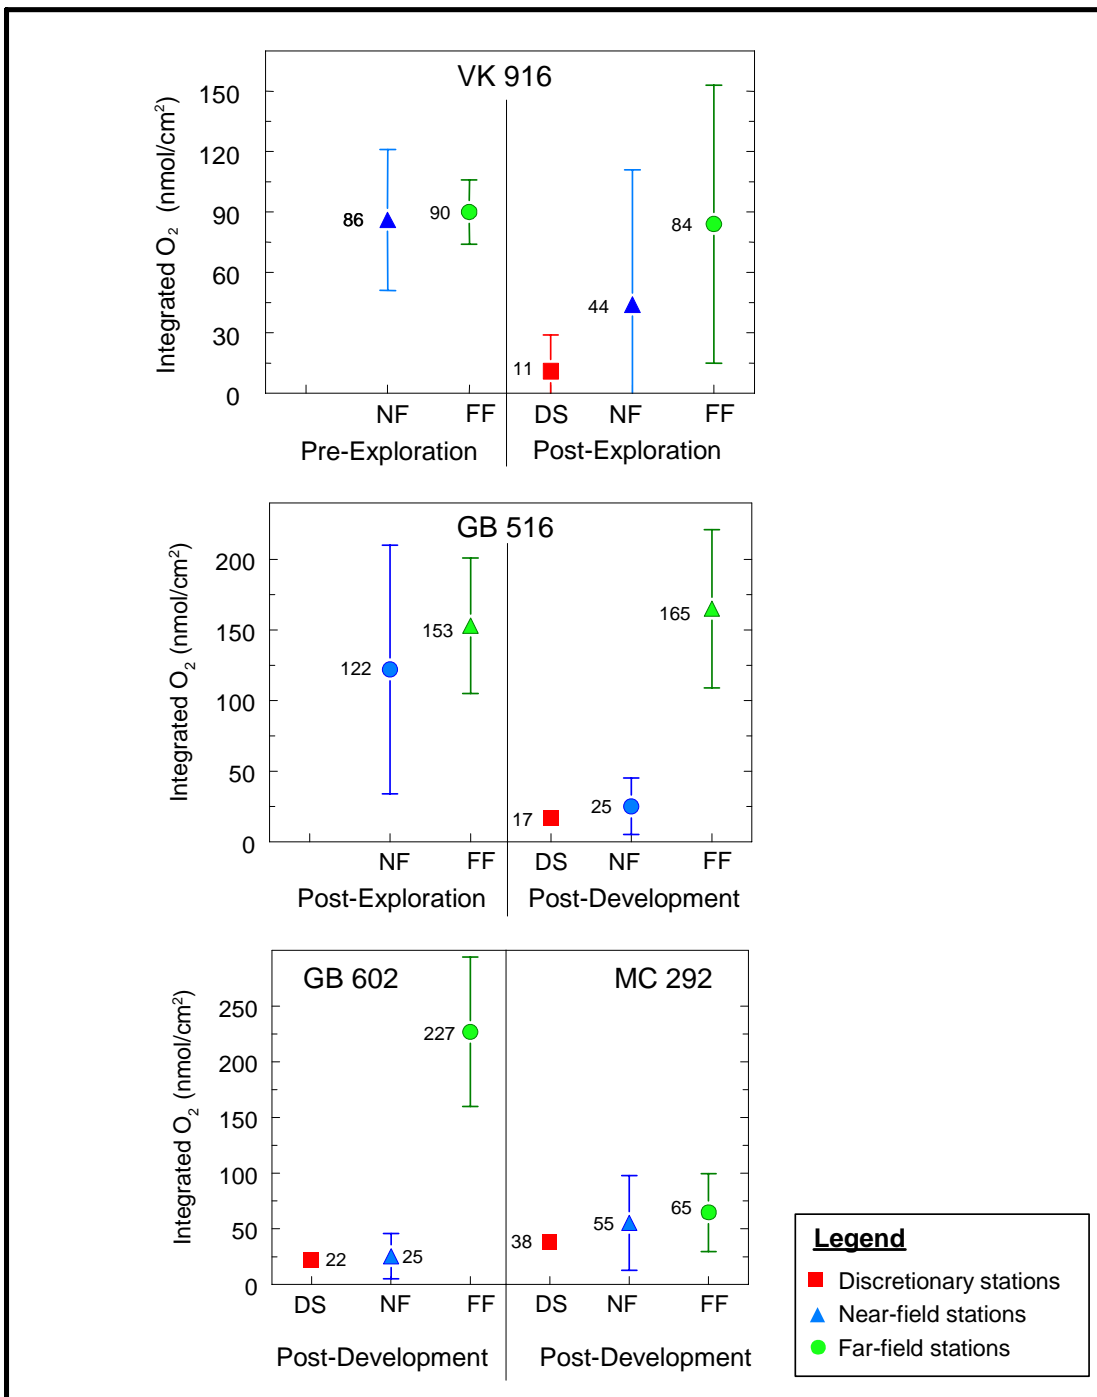 VK 916
Integrated O2 (nmol/cm²)
150
120
90
60
30
0
86
90
11
44
84
NF FF DS NF FF
Pre-Exploration Post-Exploration
GB 516
Integrated O2 (nmol/cm²)
200
150
100
50
0
122
153
17
25
165
NF FF DS NF FF
Post-Exploration Post-Development
GB 602 MC 292
Integrated O2 (nmol/cm²)
250
200
150
100
50
0
22
25
227
38
55
65
DS NF FF DS NF FF
Post-Development Post-Development
Legend
Discretionary stations
Near-field stations
Far-field stations